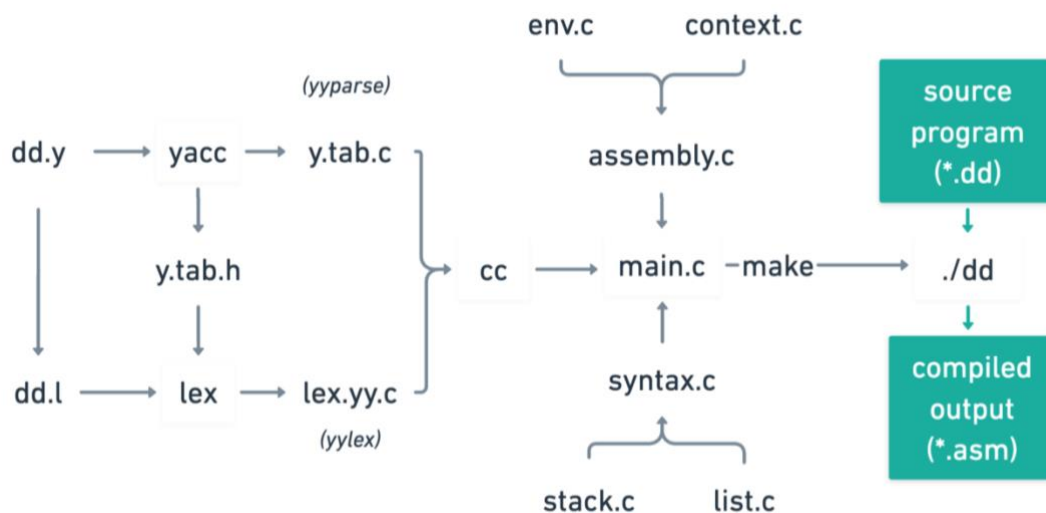 env.c context.c
(yyparse)
source
program
(*.dd)
dd.y yacc y.tab.c
assembly.c
y.tab.h
cc
main.c make
./dd
dd.l lex lex.yy.c
(yylex)
syntax.c
compiled
output
(*.asm)
stack.c list.c